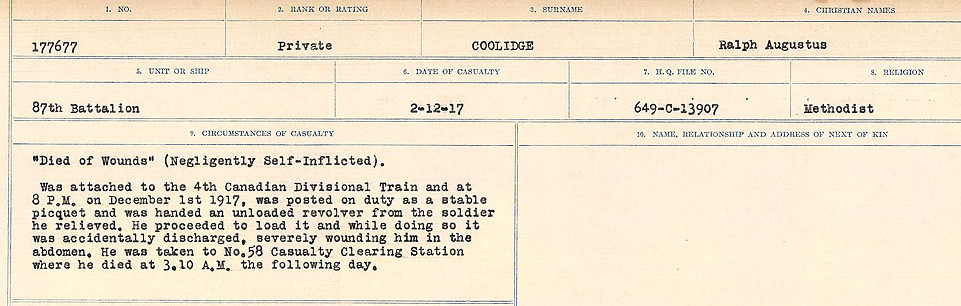 1. NO. 2. RANK OR RATING 3. SURNAME 4. CHRISTIAN NAMES
177677 Private COOLIDGE Ralph Augustus
5. UNIT OR SHIP 6. DATE OF CASUALTY 7. H.Q. FILE NO. 8. RELIGION
87th Battalion 2-12-17 649-C-13907 Methodist
9. CIRCUMSTANCES OF CASUALTY 10. NAME, RELATIONSHIP AND ADDRESS OF NEXT OF KIN
"Died of Wounds" (Negligently Self-Inflicted).
Was attached to the 4th Canadian Divisional Train and at
8 P.M. on December 1st 1917, was posted on duty as a stable
picquet and was handed an unloaded revolver from the soldier
he relieved. He proceeded to load it and while doing so it
was accidentally discharged, severely wounding him in the
abdomen. He was taken to No.58 Casualty Clearing Station
where he died at 3.10 A.M. the following day.